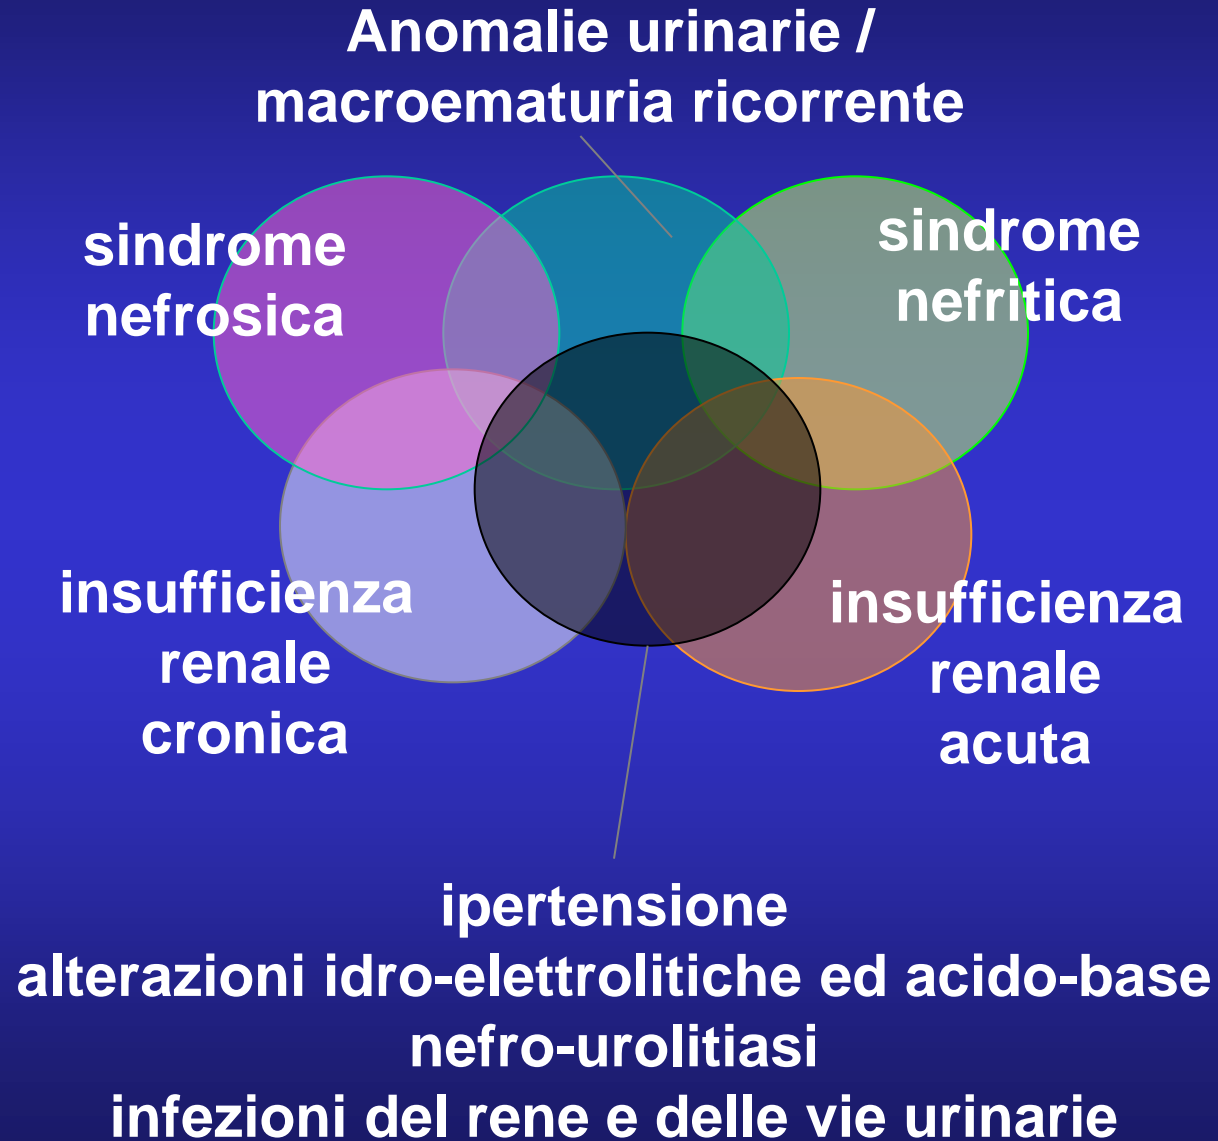 Anomalie urinarie /
macroematuria ricorrente
sindrome
nefrosica
sindrome
nefritica
insufficienza
renale
cronica
insufficienza
renale
acuta
ipertensione
alterazioni idro-elettrolitiche ed acido-base
nefro-urolitiasi
infezioni del rene e delle vie urinarie